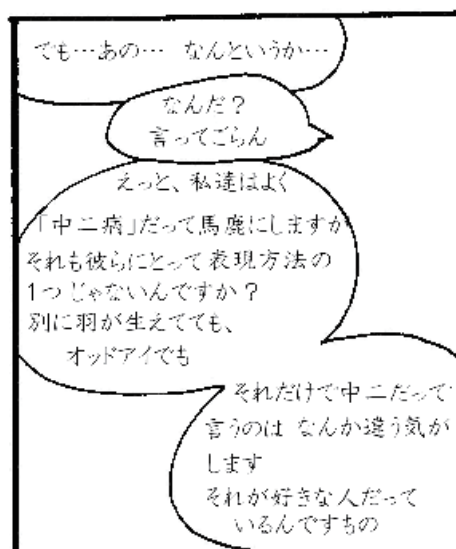 でも…あの… なんというか…
なんだ？
言ってごらん
えっと、私達はよく
「中二病」だって馬鹿にしますが
それも彼らにとって表現方法の
1つじゃないんですか？
別に羽が生えてても、
オッドアイでも
それだけで中二だって
言うのは なんか違う気が
します
それが好きな人だって
いるんですもの